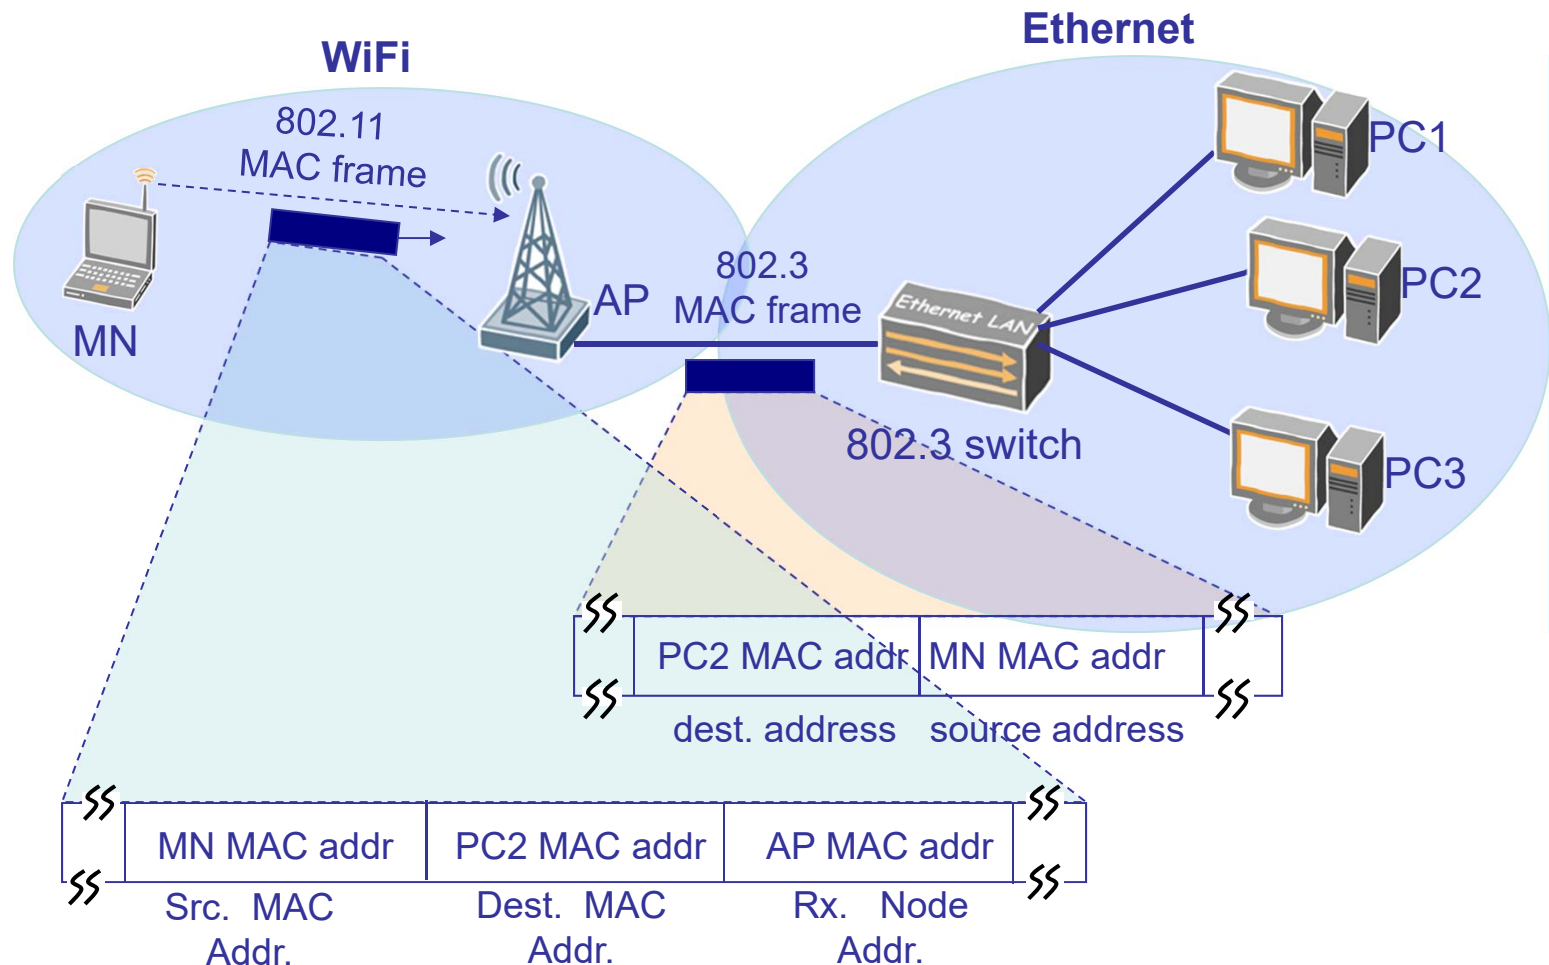 WiFi
Ethernet
802.11
MAC frame
PC1
MN
AP
802.3
MAC frame
Ethernet LAN
PC2
802.3 switch
PC3
PC2 MAC addr
MN MAC addr
dest. address
source address
MN MAC addr
PC2 MAC addr
AP MAC addr
Src. MAC
Addr.
Dest. MAC
Addr.
Rx. Node
Addr.